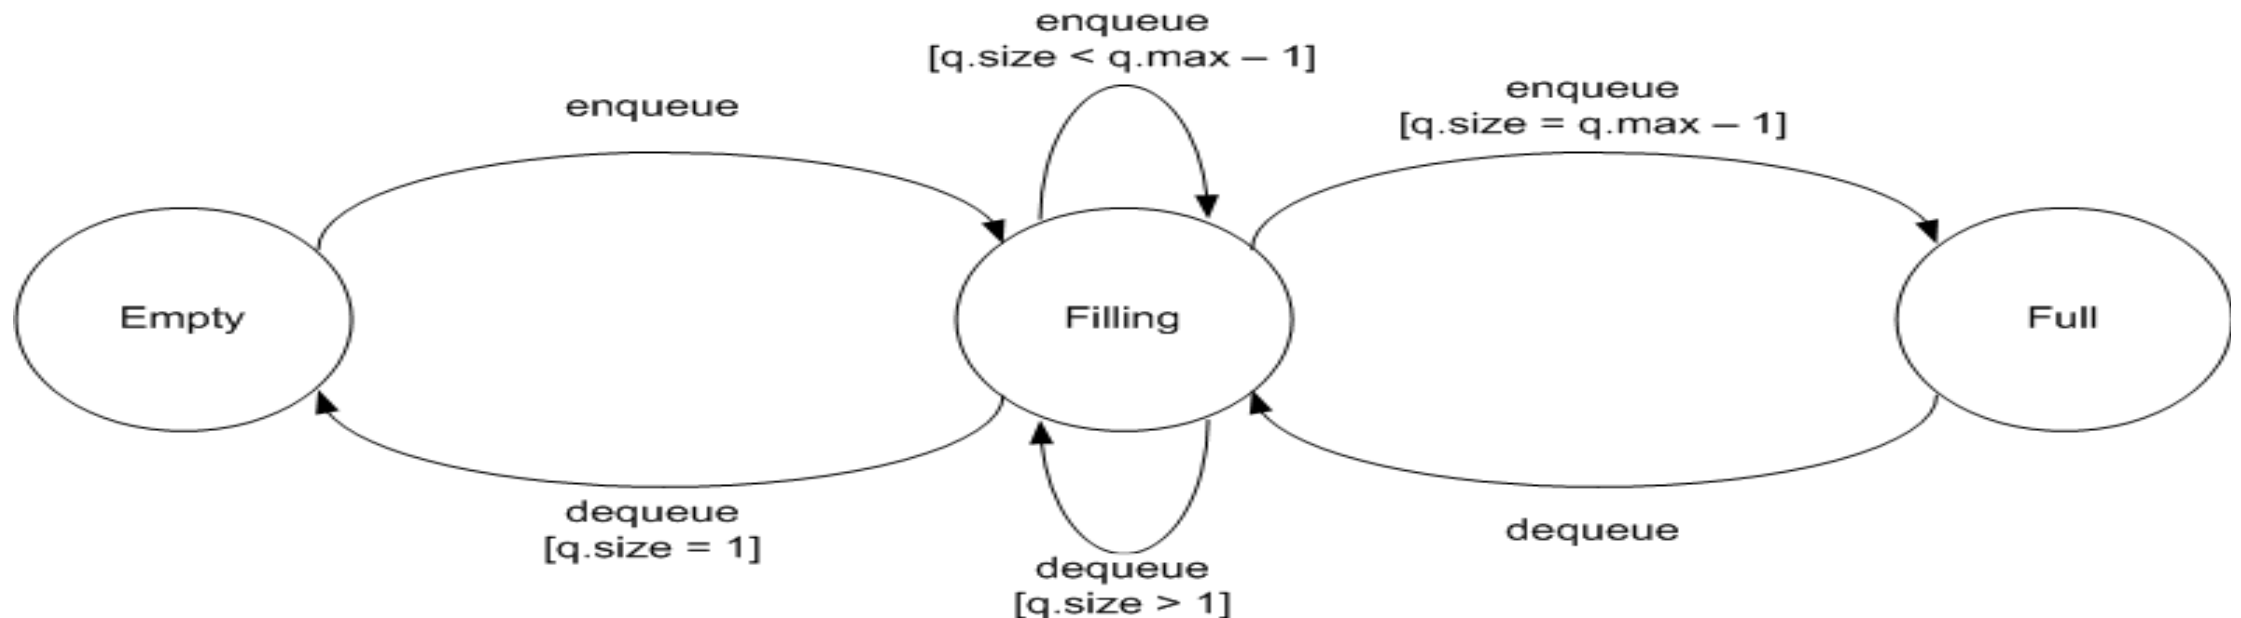 enqueue
[q.size < q.max – 1]
enqueue
enqueue
[q.size = q.max – 1]
Empty
Filling
Full
dequeue
[q.size = 1]
dequeue
[q.size > 1]
dequeue